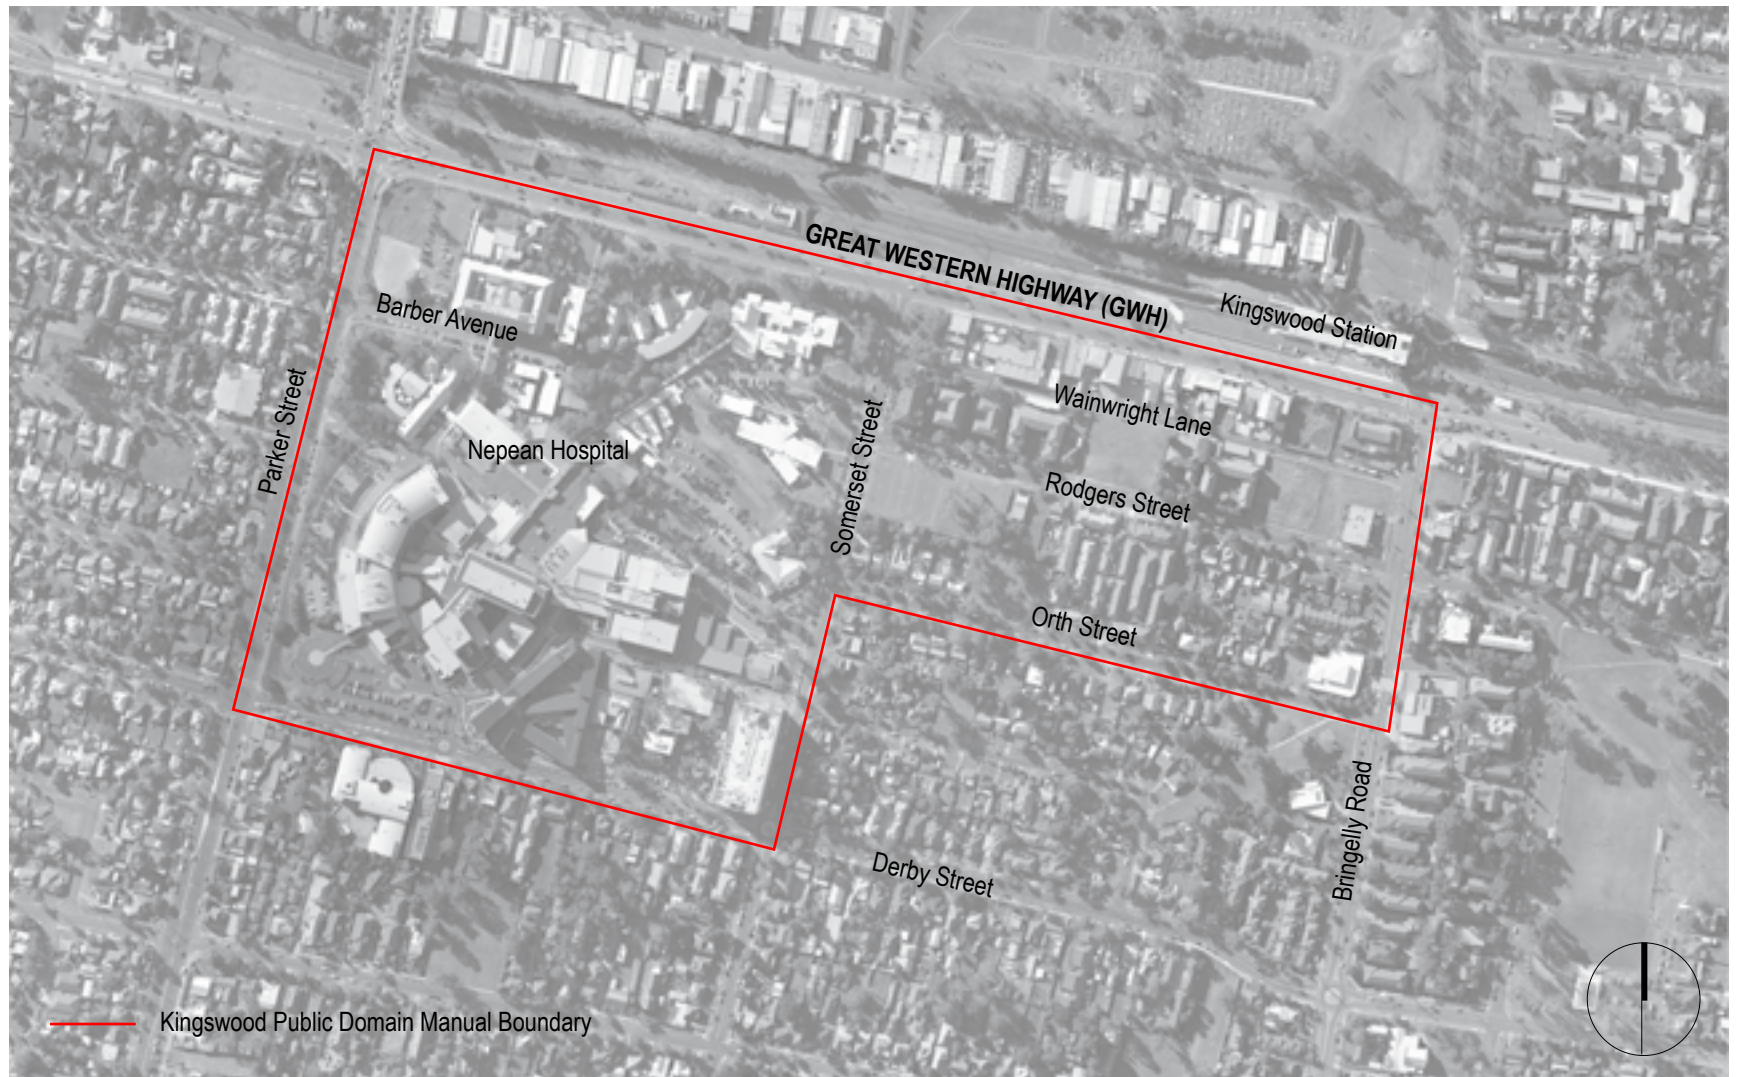 GREAT WESTERN HIGHWAY (GWH)
Kingswood Station
Barber Avenue
Wainwright Lane
Parker Street
Nepean Hospital
Somerset Street
Rodgers Street
Orth Street
Bringelly Road
Derby Street
Kingswood Public Domain Manual Boundary